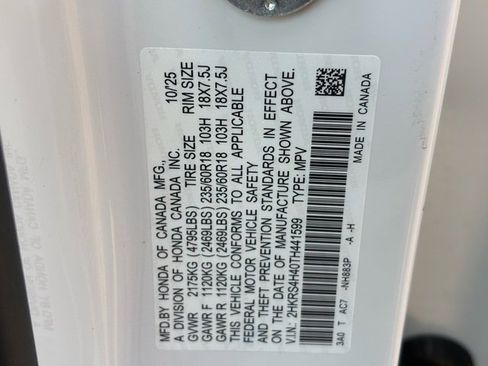 MFD.BY HONDA OF CANADA MFG., 10/25
A DIVISION OF HONDA CANADA INC.
GVWR 2175KG (4795LBS) TIRE SIZE RIM SIZE
GAWR F 1120KG (2469LBS) 235/60R18 103H 18X7.5J
GAWR R 1120KG (2469LBS) 235/60R18 103H 18X7.5J
THIS VEHICLE CONFORMS TO ALL APPLICABLE
FEDERAL MOTOR VEHICLE SAFETY
AND THEFT PREVENTION STANDARDS IN EFFECT
ON THE DATE OF MANUFACTURE SHOWN ABOVE.
V.I.N: 2HKRS4H40TH441599 TYPE: MPV
3A0 T AC7 -NH883P -A -H MADE IN CANADA